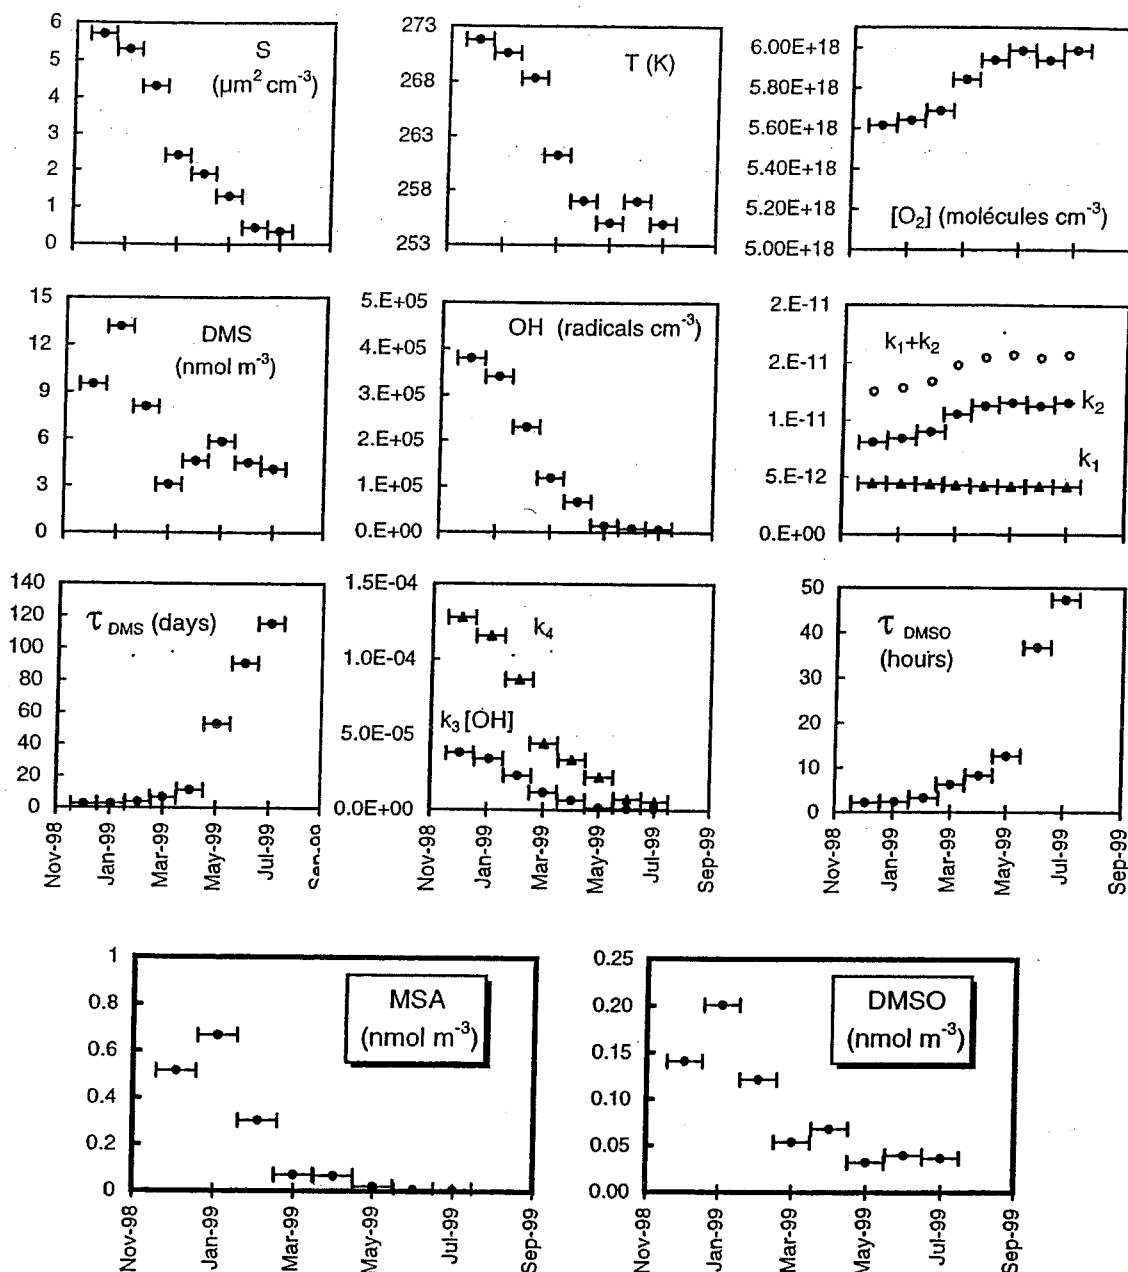 6
5
4
3
2
1
0
S
(µm² cm⁻³)
273
268
263
258
253
T (K)
6.00E+18
5.80E+18
5.60E+18
5.40E+18
5.20E+18
5.00E+18
[O₂] (molécules cm⁻³)
15
12
9
6
3
0
DMS
(nmol m⁻³)
5.E+05
4.E+05
3.E+05
2.E+05
1.E+05
0.E+00
OH (radicals cm⁻³)
2.E-11
2.E-11
1.E-11
5.E-12
0.E+00
k₁+k₂
k₂
k₁
140
120
100
80
60
40
20
0
τ DMS (days)
Nov-98
Jan-99
Mar-99
May-99
Jul-99
Sep-99
1.5E-04
1.0E-04
5.0E-05
0.0E+00
k₄
k₃ [OH]
Nov-98
Jan-99
Mar-99
May-99
Jul-99
Sep-99
50
40
30
20
10
0
τ DMSO
(hours)
Nov-98
Jan-99
Mar-99
May-99
Jul-99
Sep-99
1
0.8
0.6
0.4
0.2
0
MSA
(nmol m⁻³)
Nov-98
Jan-99
Mar-99
May-99
Jul-99
Sep-99
0.25
0.20
0.15
0.10
0.05
0.00
DMSO
(nmol m⁻³)
Nov-98
Jan-99
Mar-99
May-99
Jul-99
Sep-99